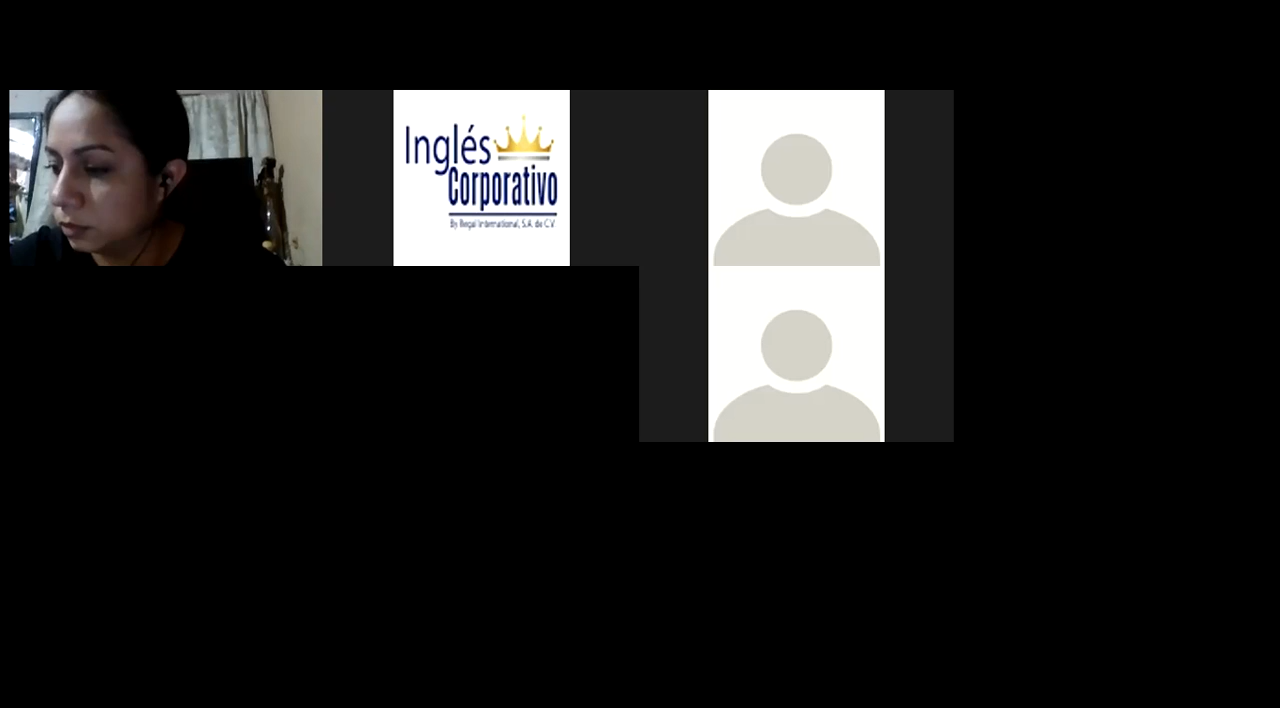 Inglés
Corporativo
By Regal International, S.A. de C.V.